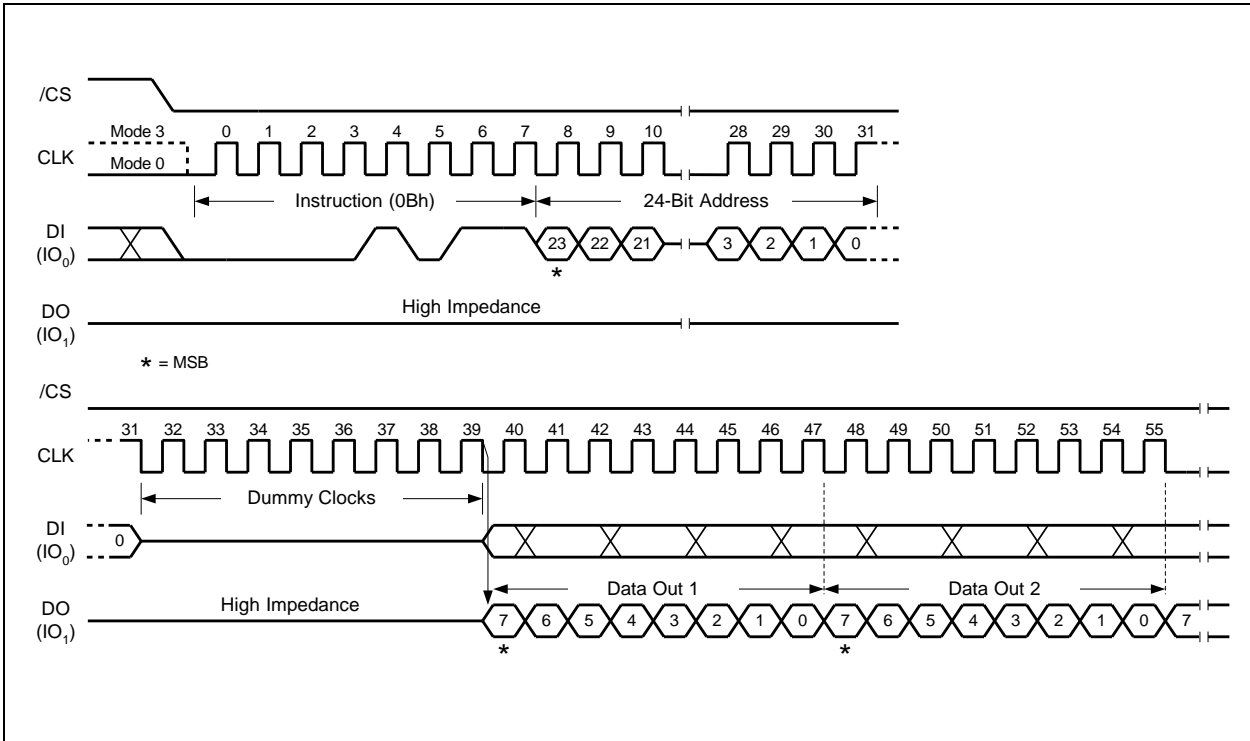 /CS
Mode 3 0 1 2 3 4 5 6 7 8 9 10 28 29 30 31
CLK
Mode 0
Instruction (0Bh) 24-Bit Address
DI
(IO0)
23 22 21 3 2 1 0
*
High Impedance
DO
(IO1)
* = MSB
/CS
31 32 33 34 35 36 37 38 39 40 41 42 43 44 45 46 47 48 49 50 51 52 53 54 55
CLK
Dummy Clocks
DI
(IO0)
0
Data Out 1 Data Out 2
High Impedance
DO
(IO1)
7 6 5 4 3 2 1 0 7 6 5 4 3 2 1 0 7
* *